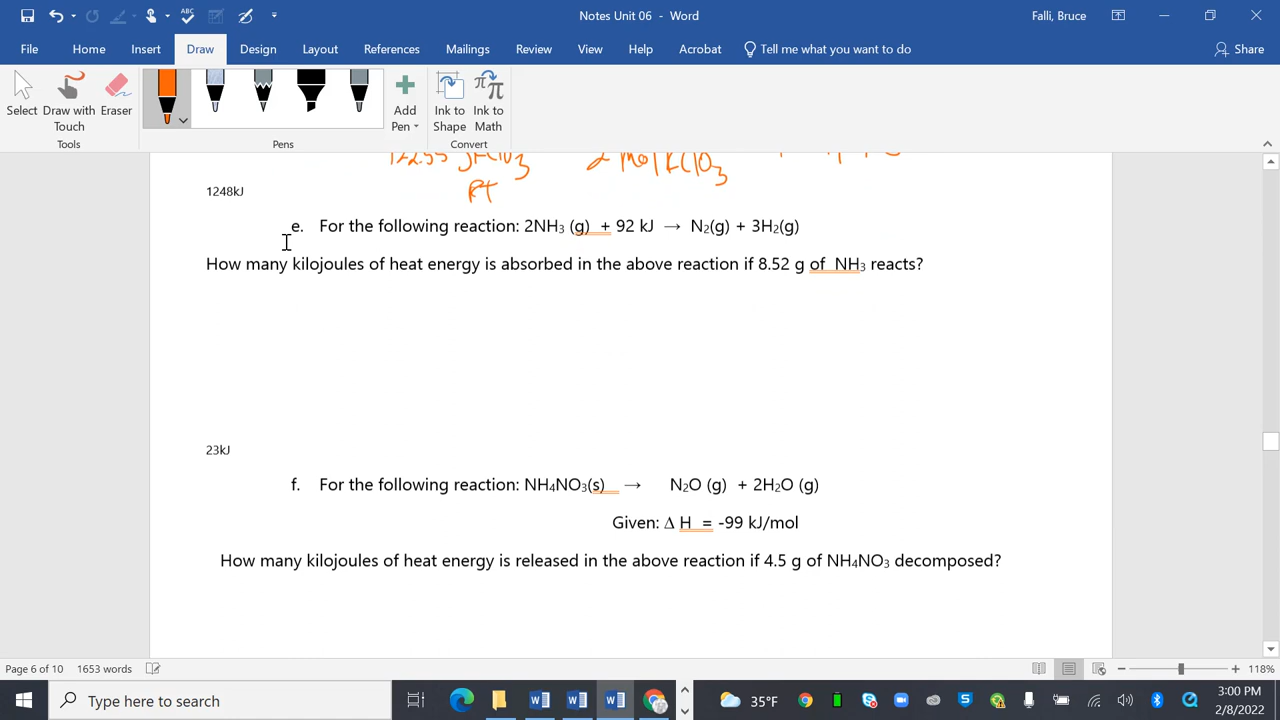 Notes Unit 06 - Word
Falli, Bruce
File Home Insert Draw Design Layout References Mailings Review View Help Acrobat Tell me what you want to do Share
Select Draw with Touch Eraser Add Pen Ink to Shape Ink to Math
Tools Pens Convert
KClO3 2 mol KClO3
1248kJ
e. For the following reaction: 2NH3 (g) + 92 kJ → N2(g) + 3H2(g)
How many kilojoules of heat energy is absorbed in the above reaction if 8.52 g of NH3 reacts?
23kJ
f. For the following reaction: NH4NO3(s) → N2O (g) + 2H2O (g)
Given: Δ H = -99 kJ/mol
How many kilojoules of heat energy is released in the above reaction if 4.5 g of NH4NO3 decomposed?
Page 6 of 10 1653 words 118%
Type here to search 35°F 3:00 PM
2/8/2022